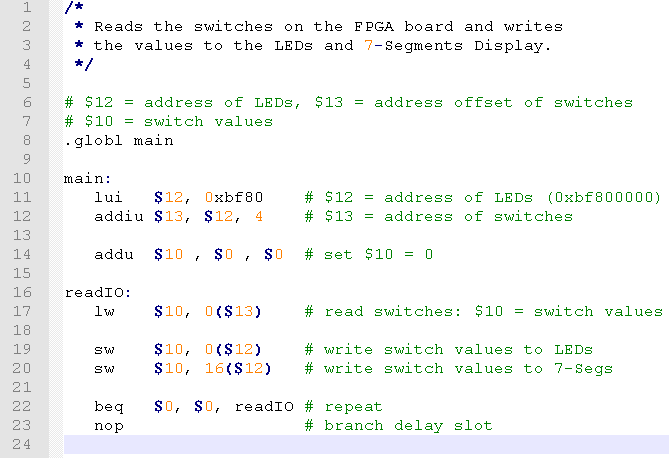 1 /*
2  * Reads the switches on the FPGA board and writes
3  * the values to the LEDs and 7-Segments Display.
4  */
5
6 # $12 = address of LEDs, $13 = address offset of switches
7 # $10 = switch values
8 .globl main
9
10 main:
11    lui   $12, 0xbf80    # $12 = address of LEDs (0xbf800000)
12    addiu $13, $12, 4    # $13 = address of switches
13
14    addu  $10 , $0 , $0  # set $10 = 0
15
16 readIO:
17    lw    $10, 0($13)    # read switches: $10 = switch values
18
19    sw    $10, 0($12)    # write switch values to LEDs
20    sw    $10, 16($12)   # write switch values to 7-Segs
21
22    beq   $0, $0, readIO # repeat
23    nop                  # branch delay slot
24